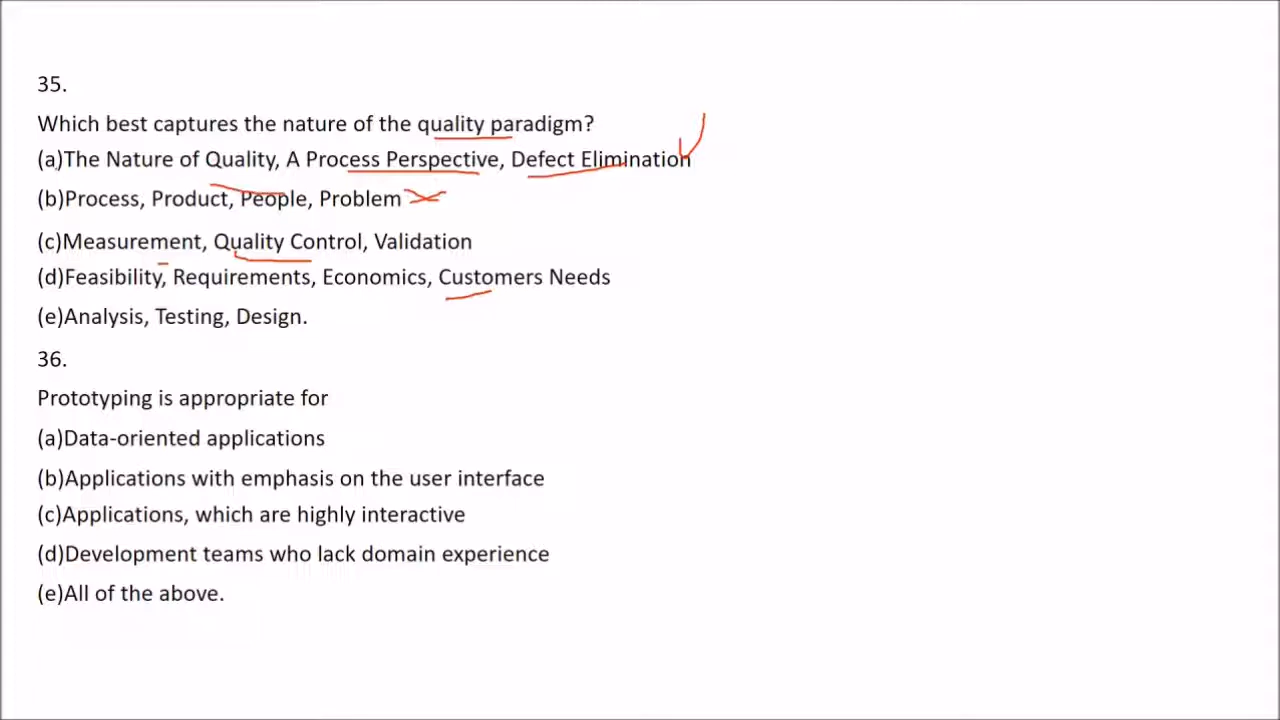 35.
Which best captures the nature of the quality paradigm?
(a)The Nature of Quality, A Process Perspective, Defect Elimination
(b)Process, Product, People, Problem
(c)Measurement, Quality Control, Validation
(d)Feasibility, Requirements, Economics, Customers Needs
(e)Analysis, Testing, Design.
36.
Prototyping is appropriate for
(a)Data-oriented applications
(b)Applications with emphasis on the user interface
(c)Applications, which are highly interactive
(d)Development teams who lack domain experience
(e)All of the above.